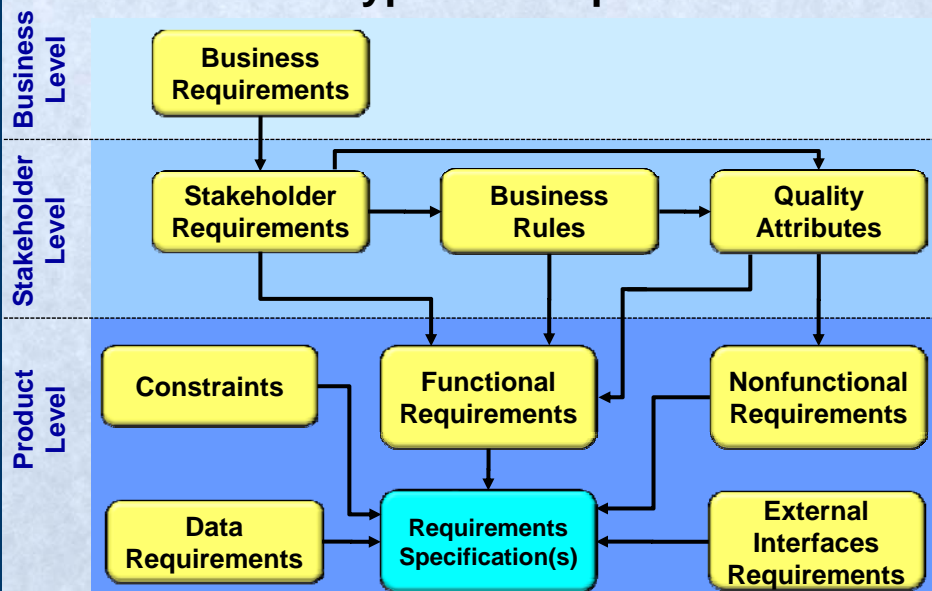 Business
Level
Business
Requirements
Stakeholder
Level
Stakeholder
Requirements
Business
Rules
Quality
Attributes
Product
Level
Constraints
Functional
Requirements
Nonfunctional
Requirements
Data
Requirements
Requirements
Specification(s)
External
Interfaces
Requirements